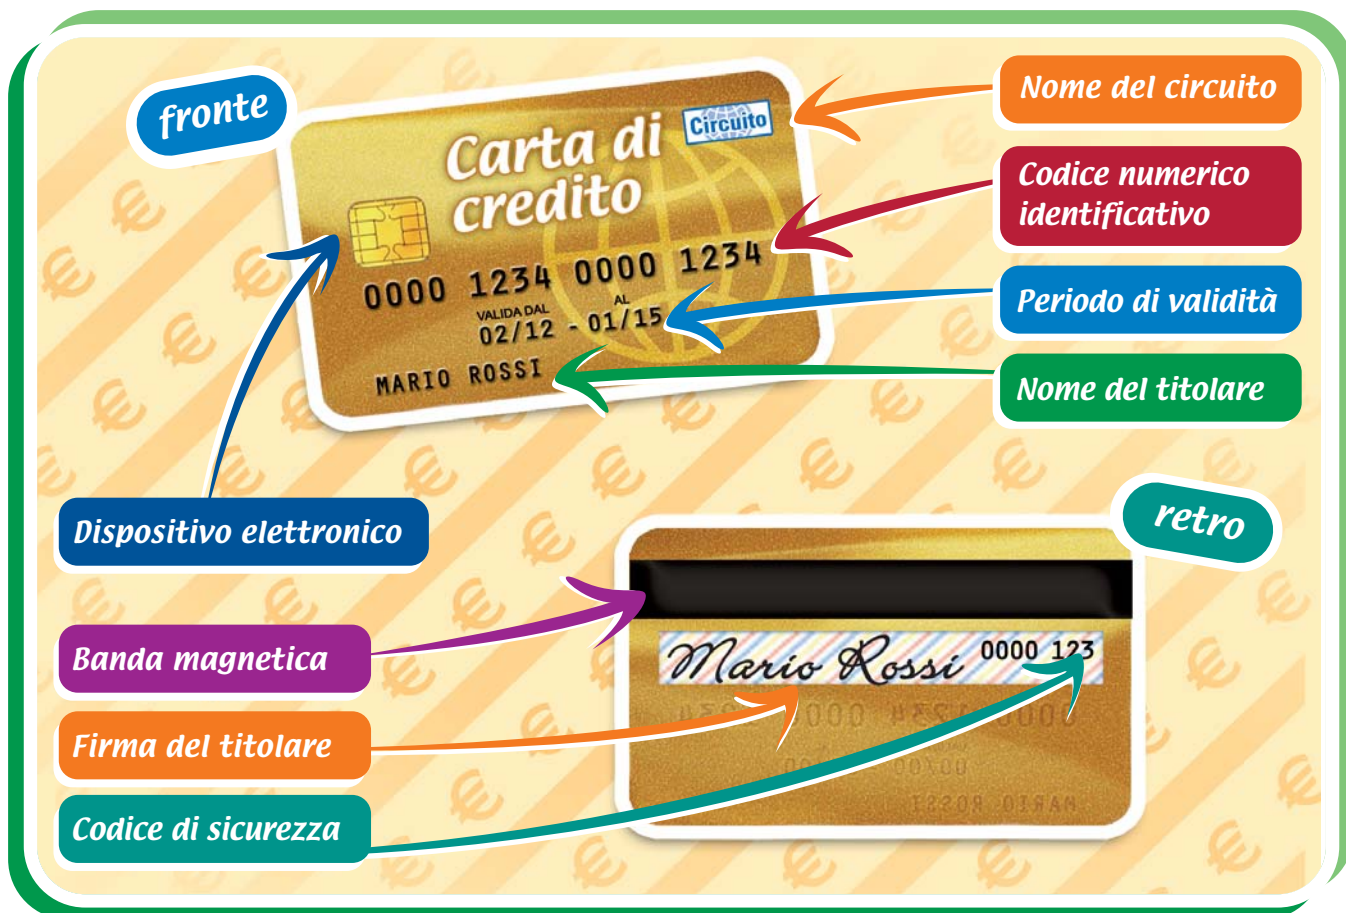 fronte
Carta di
credito
Circuito
0000 1234 0000 1234
VALIDA DAL
AL
02/12 - 01/15
MARIO ROSSI
Nome del circuito
Codice numerico
identificativo
Periodo di validità
Nome del titolare
Dispositivo elettronico
retro
Banda magnetica
Firma del titolare
Codice di sicurezza
Mario Rossi 0000 123
MARIO ROSSI